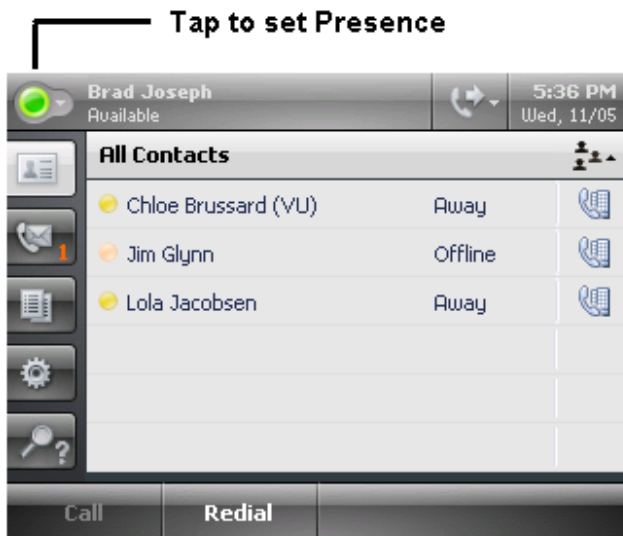 Tap to set Presence
Brad Joseph
5:36 PM
Available
Wed, 11/05
All Contacts
Chloe Brussard (VU) Away
1
Jim Glynn Offline
Lola Jacobsen Away
?
Call Redial